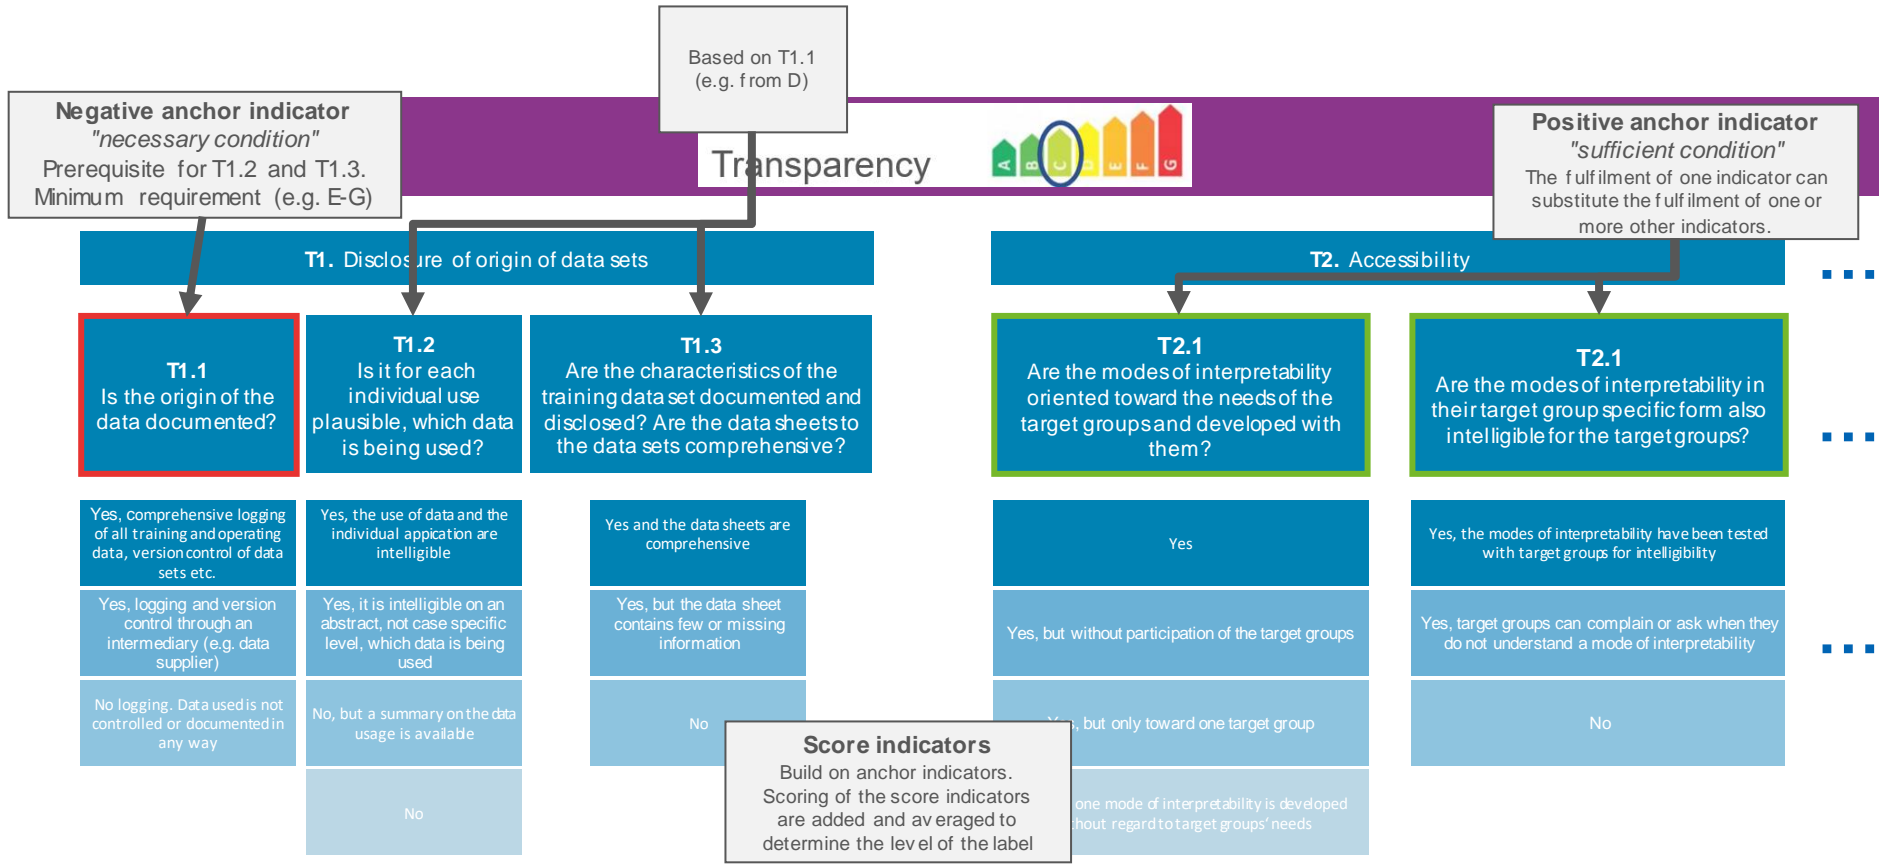 Based on T1.1
(e.g. from D)
Negative anchor indicator
"necessary condition"
Prerequisite for T1.2 and T1.3.
Minimum requirement (e.g. E-G)
Transparency
A
B
C
E
F
G
Positive anchor indicator
"sufficient condition"
The fulfilment of one indicator can
substitute the fulfilment of one or
more other indicators.
T1. Disclosure of origin of data sets
T2. Accessibility
...
T1.1
Is the origin of the
data documented?
T1.2
Is it for each
individual use
plausible, which data
is being used?
T1.3
Are the characteristics of the
training data set documented and
disclosed? Are the data sheets to
the data sets comprehensive?
T2.1
Are the modes of interpretability
oriented toward the needs of the
target groups and developed with
them?
T2.1
Are the modes of interpretability in
their target group specific form also
intelligible for the target groups?
...
Yes, comprehensive logging
of all training and operating
data, version control of data
sets etc.
Yes, the use of data and the
individual appication are
intelligible
Yes and the data sheets are
comprehensive
Yes
Yes, the modes of interpretability have been tested
with target groups for intelligibility
Yes, logging and version
control through an
intermediary (e.g. data
supplier)
Yes, it is intelligible on an
abstract, not case specific
level, which data is being
used
Yes, but the data sheet
contains few or missing
information
Yes, but without participation of the target groups
Yes, target groups can complain or ask when they
do not understand a mode of interpretability
...
No logging. Data used is not
controlled or documented in
any way
No, but a summary on the data
usage is available
No
Yes, but only toward one target group
No
No
one mode of interpretability is developed
regard to target groups' needs
Score indicators
Build on anchor indicators.
Scoring of the score indicators
are added and averaged to
determine the level of the label